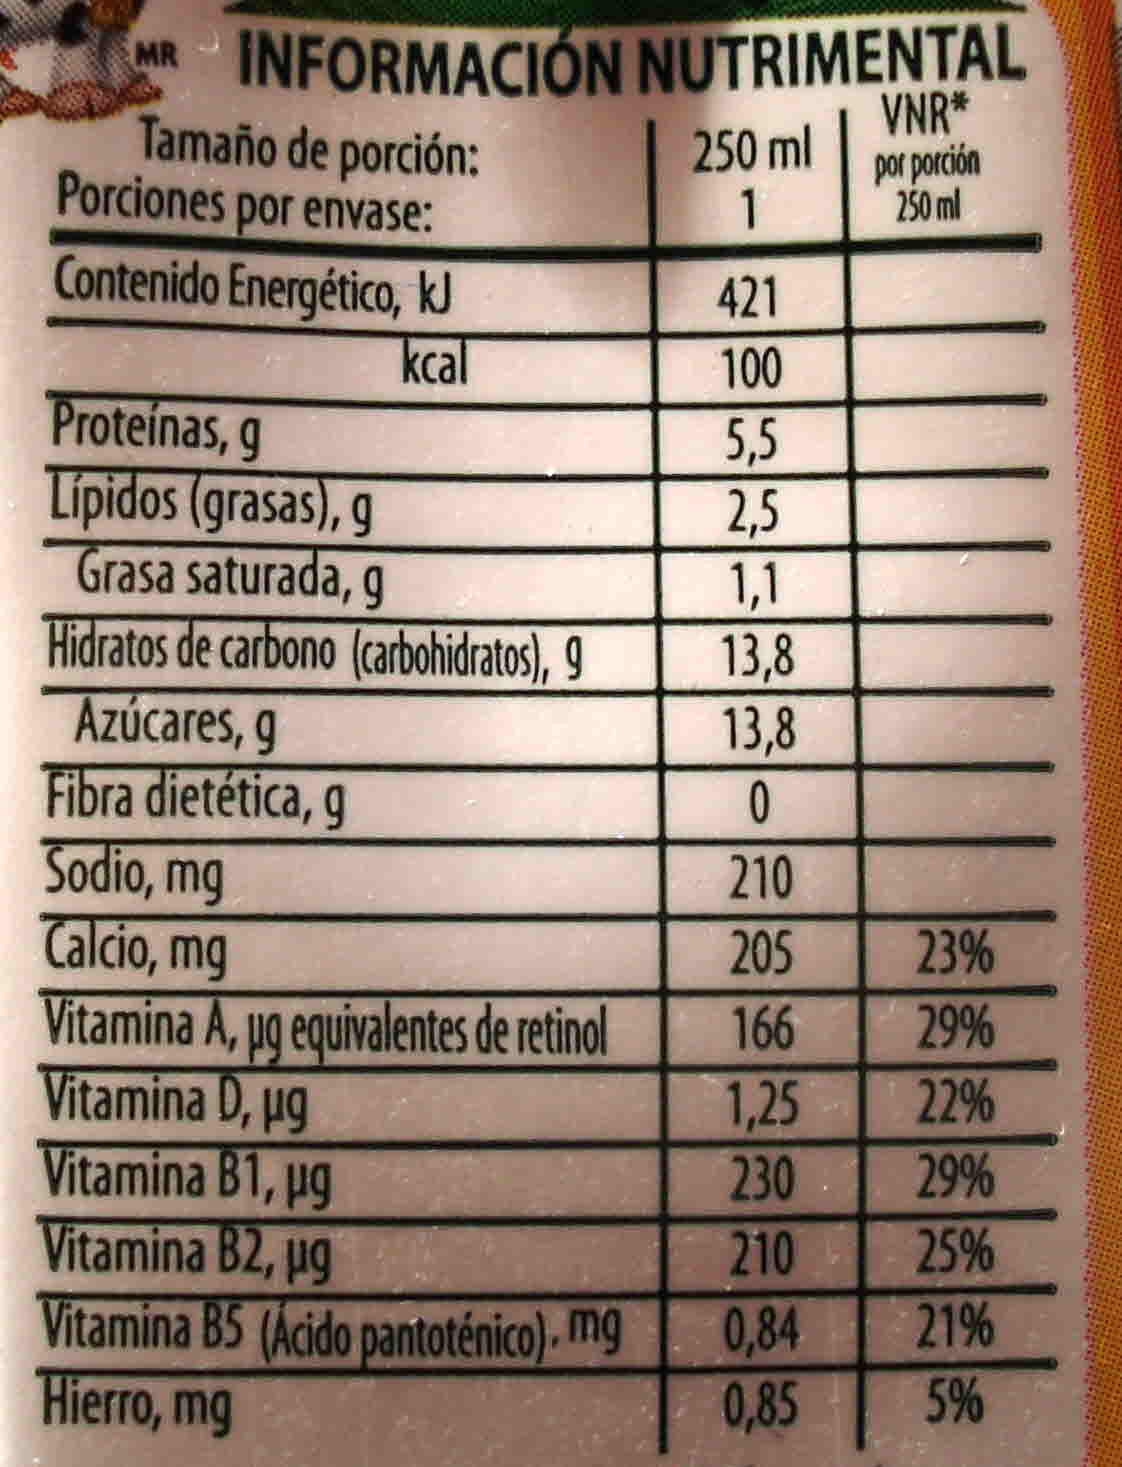 MR
INFORMACIÓN NUTRIMENTAL
Tamaño de porción: 250 ml VNR* por porción 250 ml
Porciones por envase: 1
Contenido Energético, kJ 421
kcal 100
Proteínas, g 5,5
Lípidos (grasas), g 2,5
Grasa saturada, g 1,1
Hidratos de carbono (carbohidratos), g 13,8
Azúcares, g 13,8
Fibra dietética, g 0
Sodio, mg 210
Calcio, mg 205 23%
Vitamina A, µg equivalentes de retinol 166 29%
Vitamina D, µg 1,25 22%
Vitamina B1, µg 230 29%
Vitamina B2, µg 210 25%
Vitamina B5 (Ácido pantoténico). mg 0,84 21%
Hierro, mg 0,85 5%